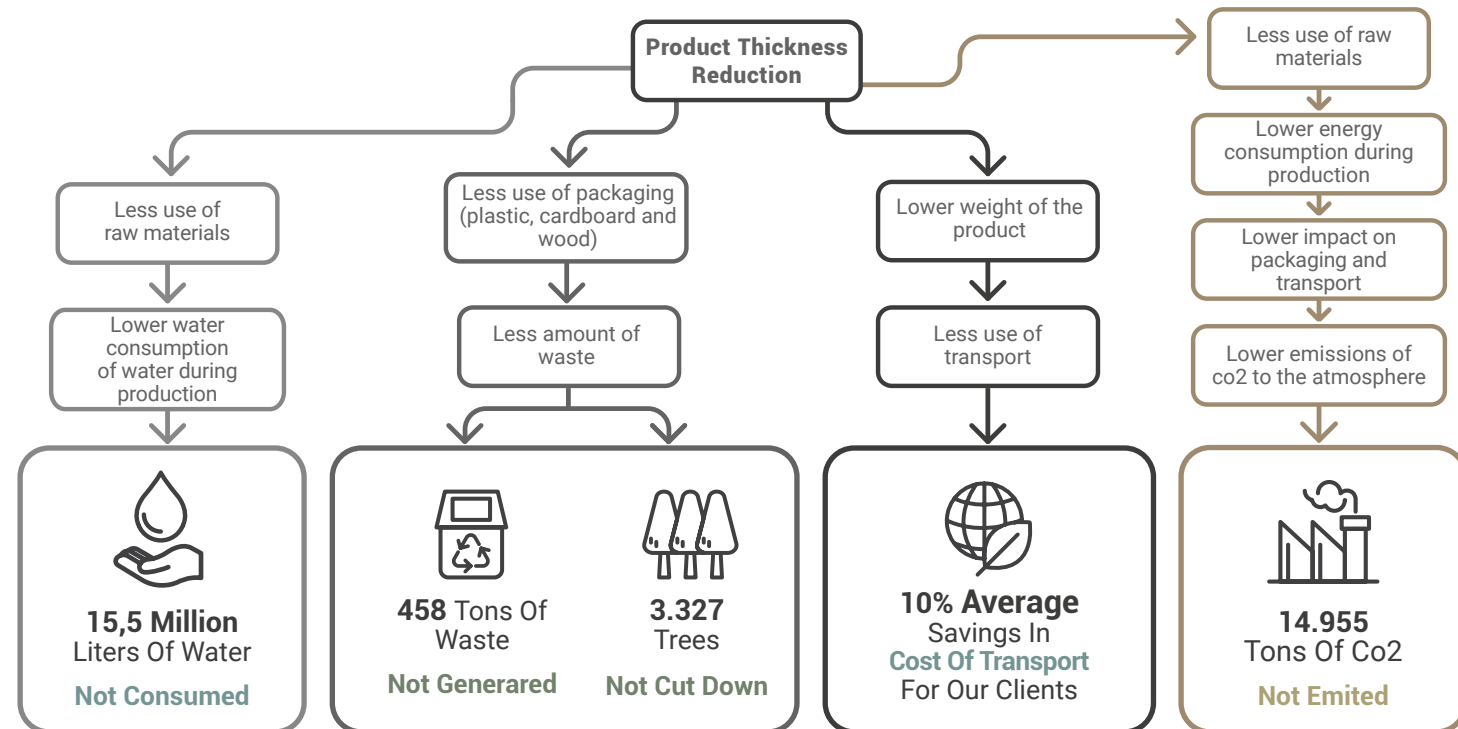 Product Thickness
Reduction
Less use of
raw materials
Lower water
consumption
of water during
production
15,5 Million
Liters Of Water
Not Consumed
Less use of packaging
(plastic, cardboard and
wood)
Less amount of
waste
458 Tons Of
Waste
Not Generared
3.327
Trees
Not Cut Down
Lower weight of the
product
Less use of
transport
10% Average
Savings In
Cost Of Transport
For Our Clients
Less use of raw
materials
Lower energy
consumption during
production
Lower impact on
packaging and
transport
Lower emissions of
co2 to the atmosphere
14.955
Tons Of Co2
Not Emited